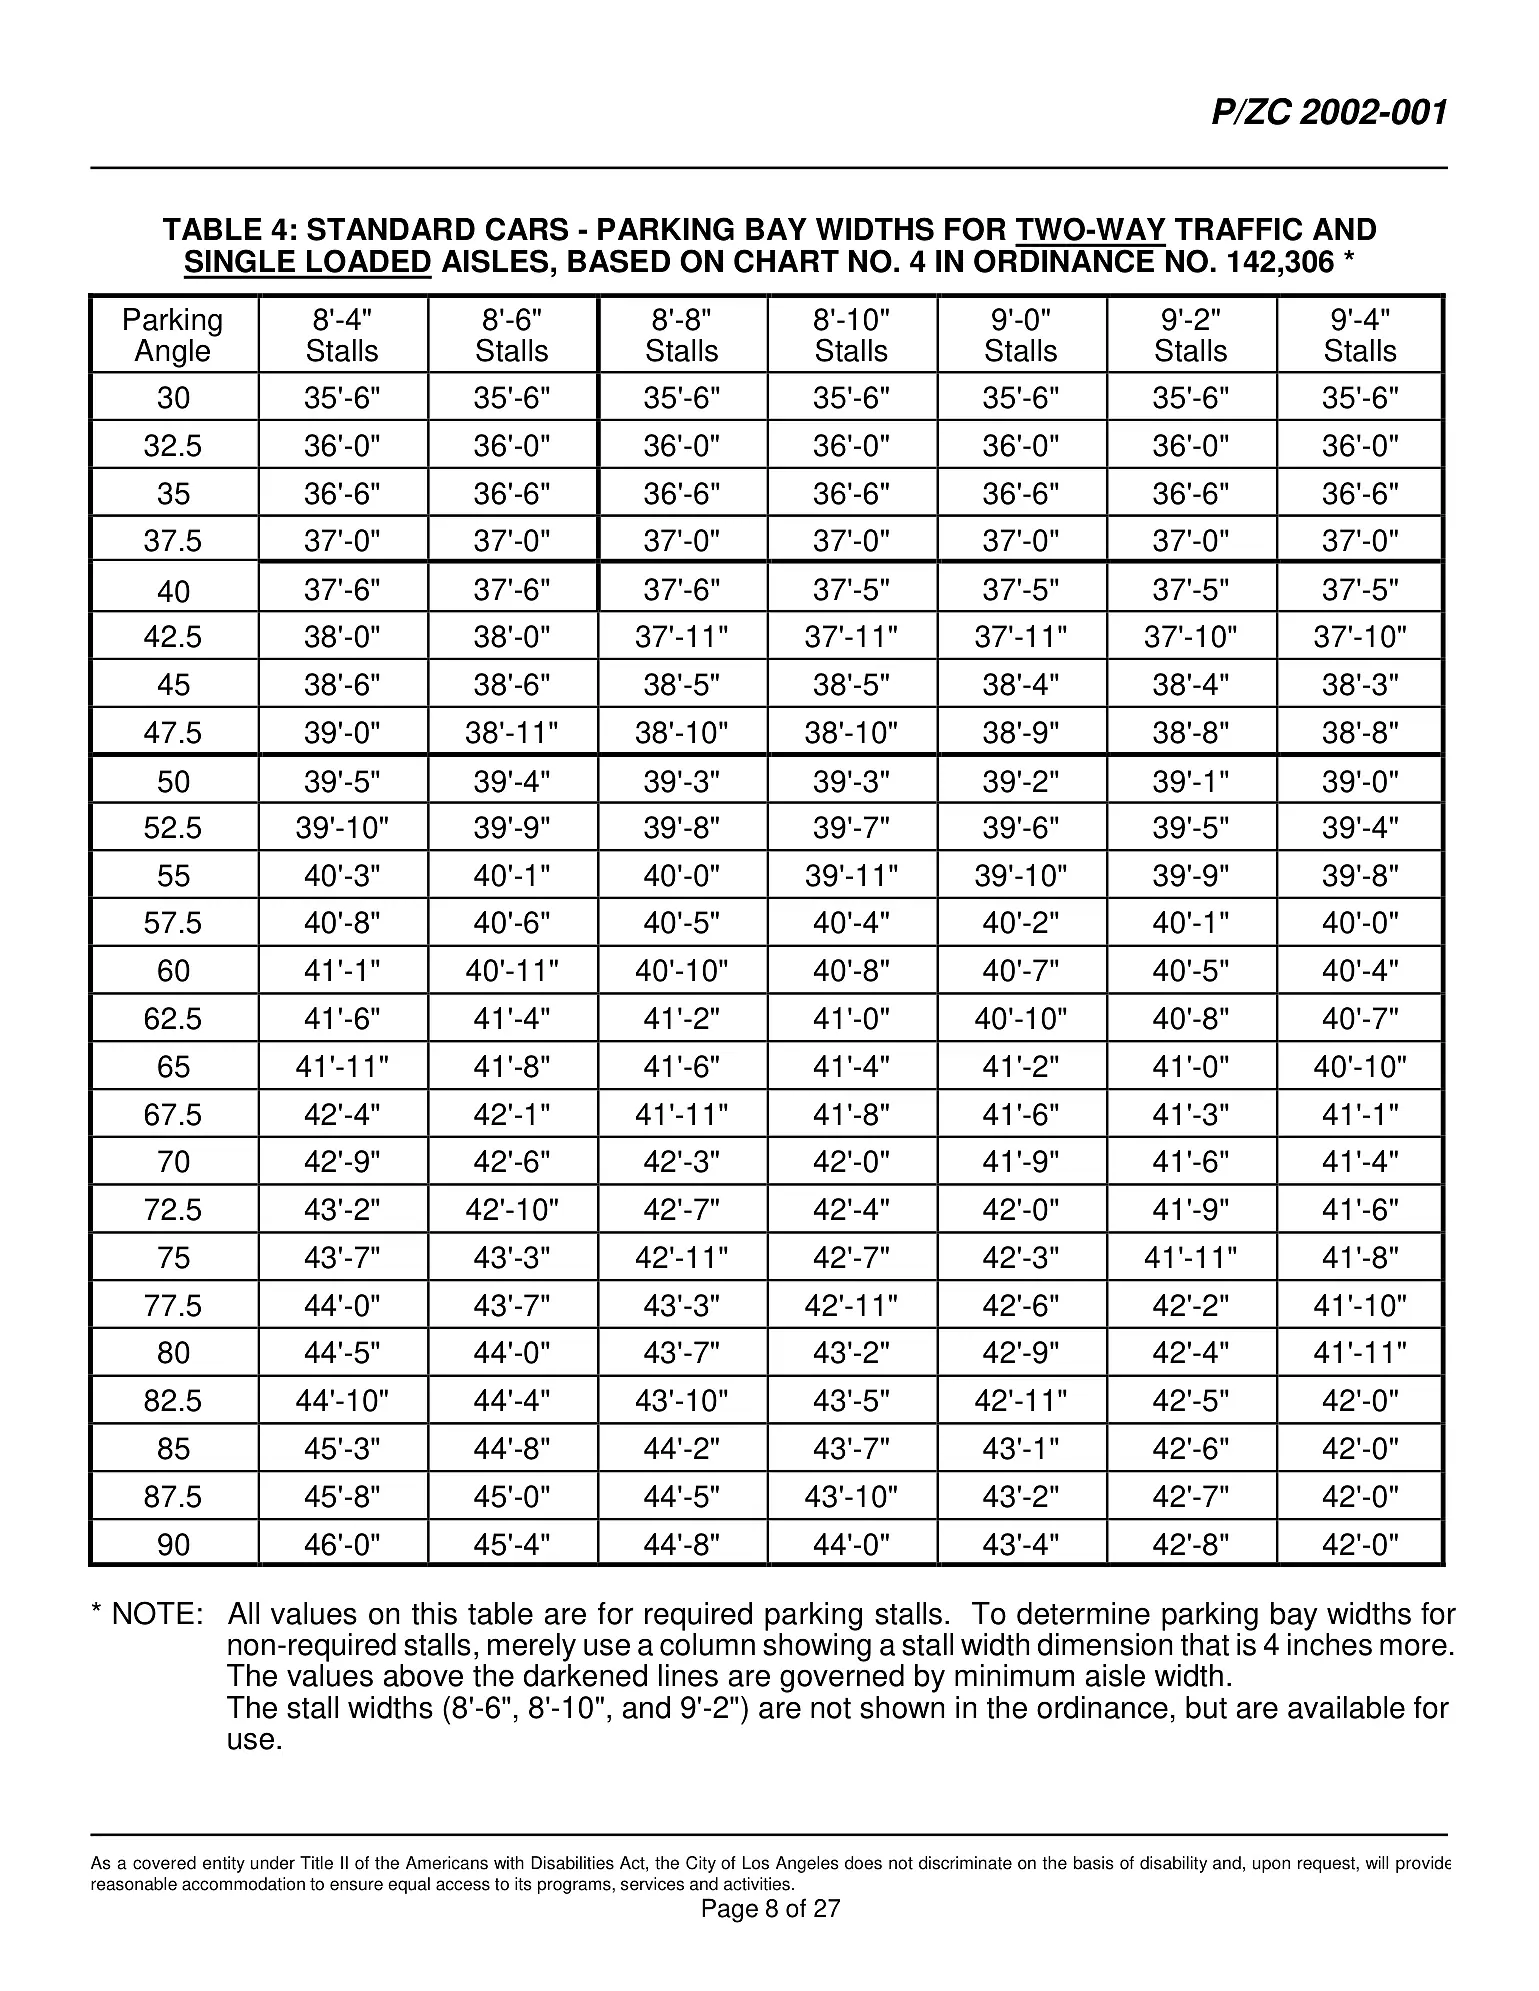 P/ZC 2002-001
TABLE 4: STANDARD CARS - PARKING BAY WIDTHS FOR TWO-WAY TRAFFIC AND
SINGLE LOADED AISLES, BASED ON CHART NO. 4 IN ORDINANCE NO. 142,306 *
Parking Angle 8'-4" Stalls 8'-6" Stalls 8'-8" Stalls 8'-10" Stalls 9'-0" Stalls 9'-2" Stalls 9'-4" Stalls
30 35'-6" 35'-6" 35'-6" 35'-6" 35'-6" 35'-6" 35'-6"
32.5 36'-0" 36'-0" 36'-0" 36'-0" 36'-0" 36'-0" 36'-0"
35 36'-6" 36'-6" 36'-6" 36'-6" 36'-6" 36'-6" 36'-6"
37.5 37'-0" 37'-0" 37'-0" 37'-0" 37'-0" 37'-0" 37'-0"
40 37'-6" 37'-6" 37'-6" 37'-5" 37'-5" 37'-5" 37'-5"
42.5 38'-0" 38'-0" 37'-11" 37'-11" 37'-11" 37'-10" 37'-10"
45 38'-6" 38'-6" 38'-5" 38'-5" 38'-4" 38'-4" 38'-3"
47.5 39'-0" 38'-11" 38'-10" 38'-10" 38'-9" 38'-8" 38'-8"
50 39'-5" 39'-4" 39'-3" 39'-3" 39'-2" 39'-1" 39'-0"
52.5 39'-10" 39'-9" 39'-8" 39'-7" 39'-6" 39'-5" 39'-4"
55 40'-3" 40'-1" 40'-0" 39'-11" 39'-10" 39'-9" 39'-8"
57.5 40'-8" 40'-6" 40'-5" 40'-4" 40'-2" 40'-1" 40'-0"
60 41'-1" 40'-11" 40'-10" 40'-8" 40'-7" 40'-5" 40'-4"
62.5 41'-6" 41'-4" 41'-2" 41'-0" 40'-10" 40'-8" 40'-7"
65 41'-11" 41'-8" 41'-6" 41'-4" 41'-2" 41'-0" 40'-10"
67.5 42'-4" 42'-1" 41'-11" 41'-8" 41'-6" 41'-3" 41'-1"
70 42'-9" 42'-6" 42'-3" 42'-0" 41'-9" 41'-6" 41'-4"
72.5 43'-2" 42'-10" 42'-7" 42'-4" 42'-0" 41'-9" 41'-6"
75 43'-7" 43'-3" 42'-11" 42'-7" 42'-3" 41'-11" 41'-8"
77.5 44'-0" 43'-7" 43'-3" 42'-11" 42'-6" 42'-2" 41'-10"
80 44'-5" 44'-0" 43'-7" 43'-2" 42'-9" 42'-4" 41'-11"
82.5 44'-10" 44'-4" 43'-10" 43'-5" 42'-11" 42'-5" 42'-0"
85 45'-3" 44'-8" 44'-2" 43'-7" 43'-1" 42'-6" 42'-0"
87.5 45'-8" 45'-0" 44'-5" 43'-10" 43'-2" 42'-7" 42'-0"
90 46'-0" 45'-4" 44'-8" 44'-0" 43'-4" 42'-8" 42'-0"
* NOTE: All values on this table are for required parking stalls. To determine parking bay widths for
non-required stalls, merely use a column showing a stall width dimension that is 4 inches more.
The values above the darkened lines are governed by minimum aisle width.
The stall widths (8'-6", 8'-10", and 9'-2") are not shown in the ordinance, but are available for
use.
As a covered entity under Title II of the Americans with Disabilities Act, the City of Los Angeles does not discriminate on the basis of disability and, upon request, will provide
reasonable accommodation to ensure equal access to its programs, services and activities.
Page 8 of 27